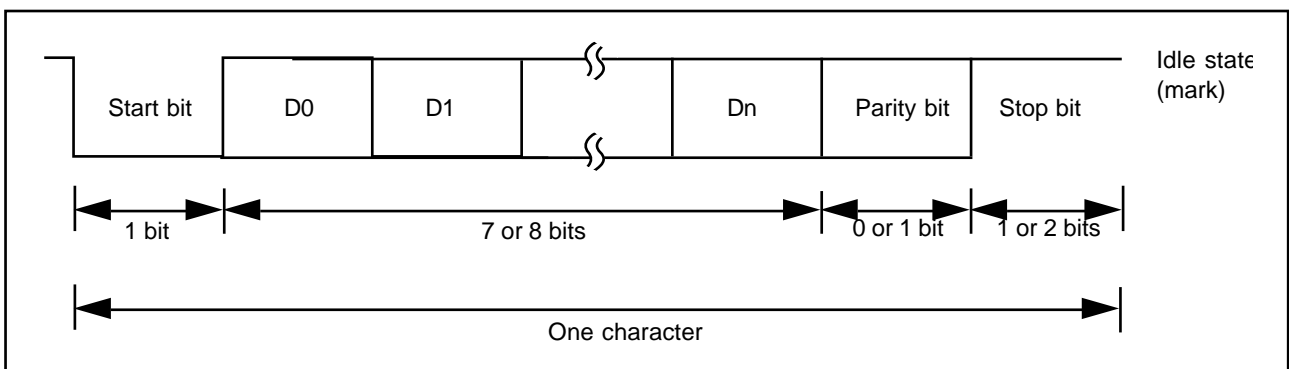 Idle state
(mark)
Start bit D0 D1 Dn Parity bit Stop bit
1 bit 7 or 8 bits 0 or 1 bit 1 or 2 bits
One character